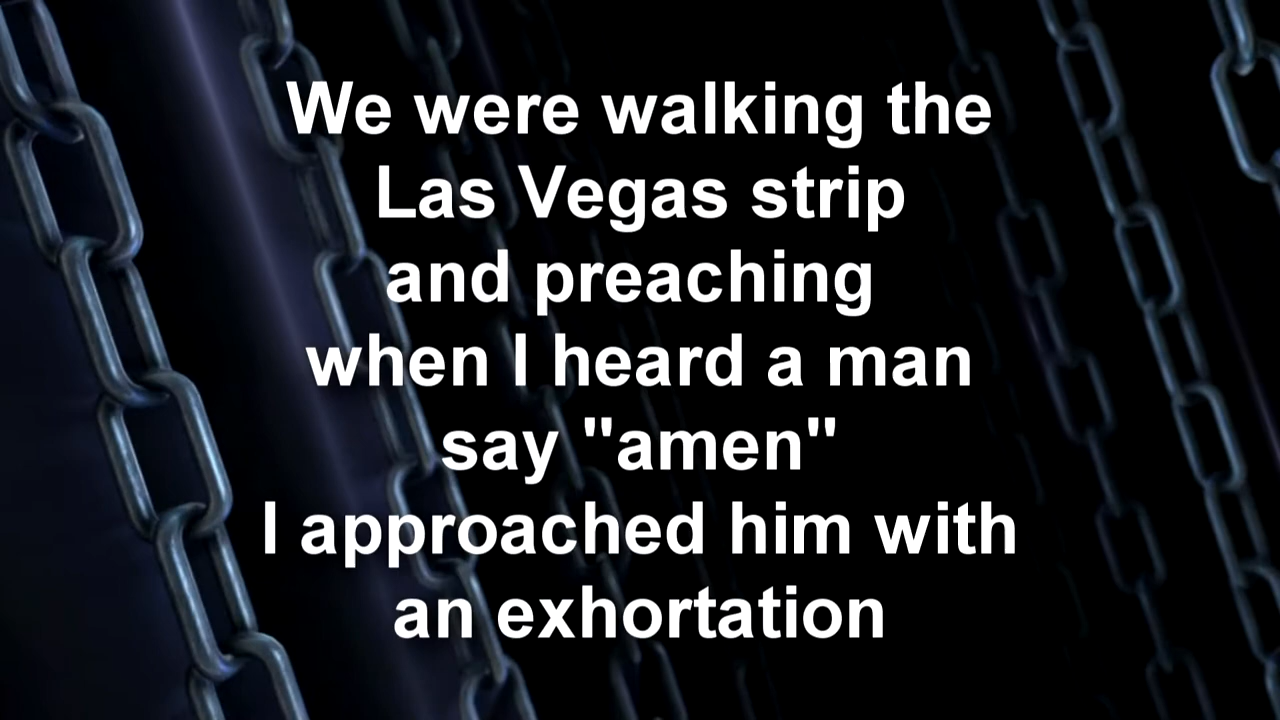 We were walking the
Las Vegas strip
and preaching
when I heard a man
say "amen"
I approached him with
an exhortation